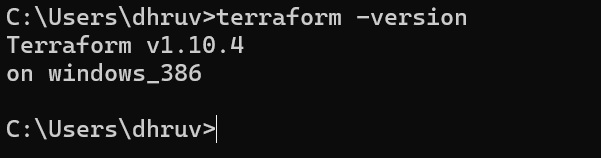 C:\Users\dhruv>terraform -version
Terraform v1.10.4
on windows_386
C:\Users\dhruv>